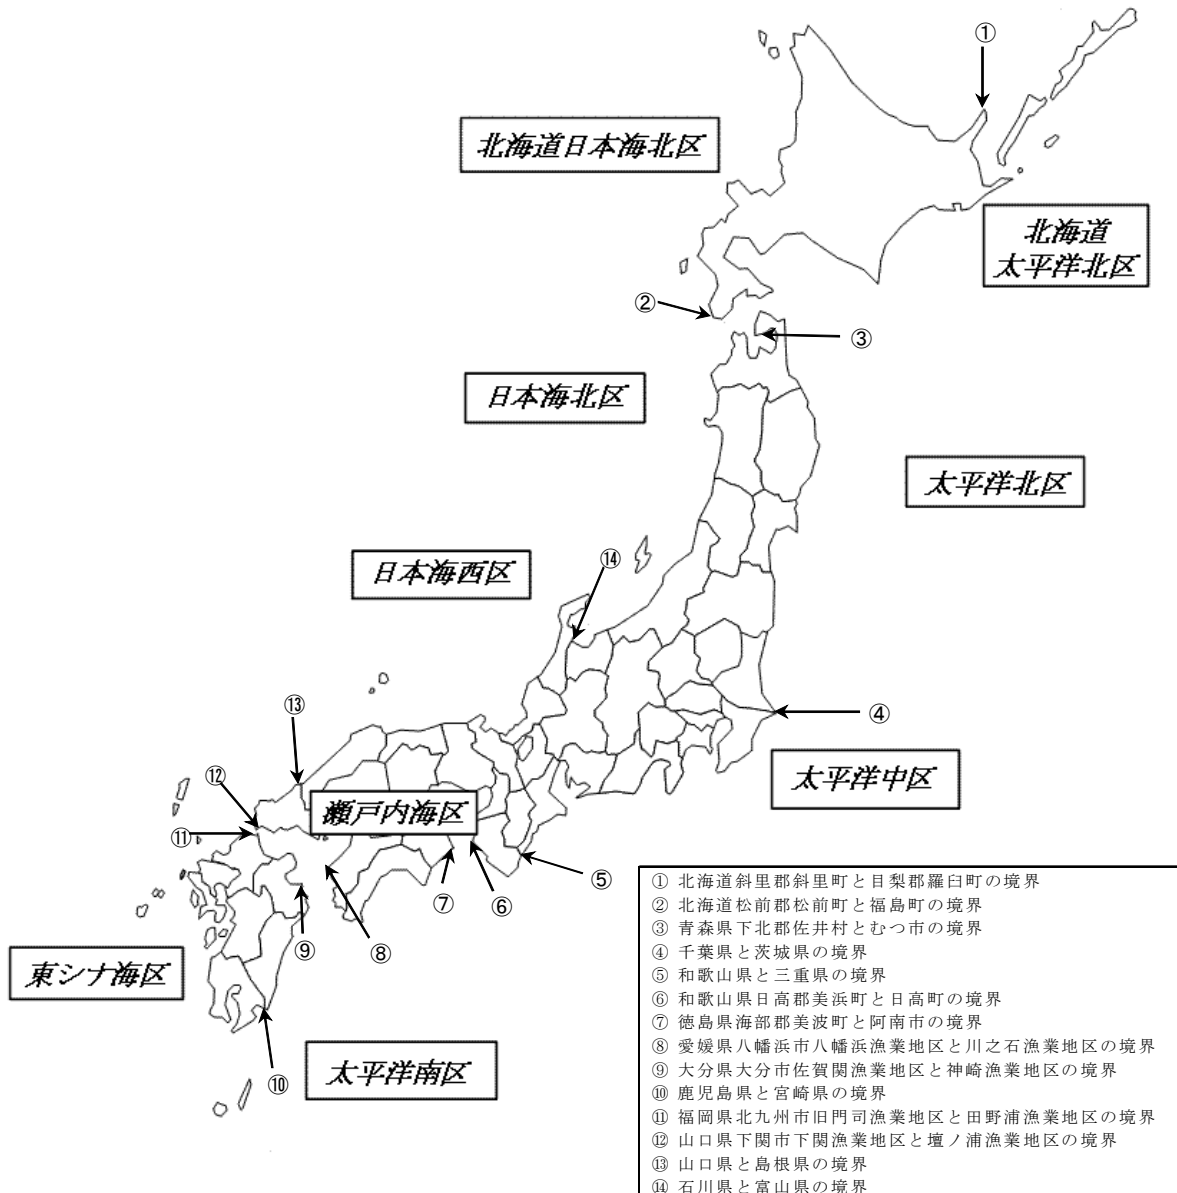 ①
北海道日本海北区
北海道
太平洋北区
②
③
日本海北区
太平洋北区
日本海西区
⑭
⑬
④
太平洋中区
⑫
瀬戸内海区
⑪
⑤
⑦
⑥
⑨
⑧
東シナ海区
⑩
太平洋南区
① 北海道斜里郡斜里町と目梨郡羅臼町の境界
② 北海道松前郡松前町と福島町の境界
③ 青森県下北郡佐井村とむつ市の境界
④ 千葉県と茨城県の境界
⑤ 和歌山県と三重県の境界
⑥ 和歌山県日高郡美浜町と日高町の境界
⑦ 徳島県海部郡美波町と阿南市の境界
⑧ 愛媛県八幡浜市八幡浜漁業地区と川之石漁業地区の境界
⑨ 大分県大分市佐賀関漁業地区と神崎漁業地区の境界
⑩ 鹿児島県と宮崎県の境界
⑪ 福岡県北九州市旧門司漁業地区と田野浦漁業地区の境界
⑫ 山口県下関市下関漁業地区と壇ノ浦漁業地区の境界
⑬ 山口県と島根県の境界
⑭ 石川県と富山県の境界